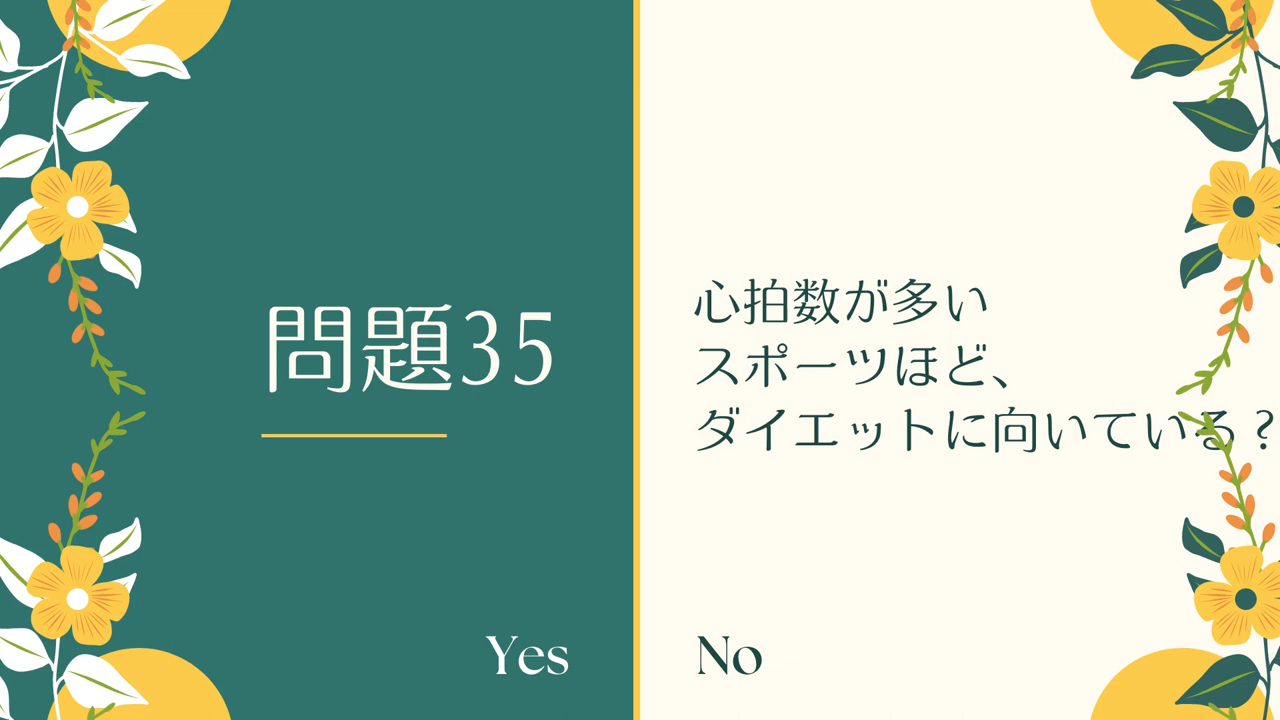 問題35
心拍数が多い
スポーツほど、
ダイエットに向いている？
Yes
No